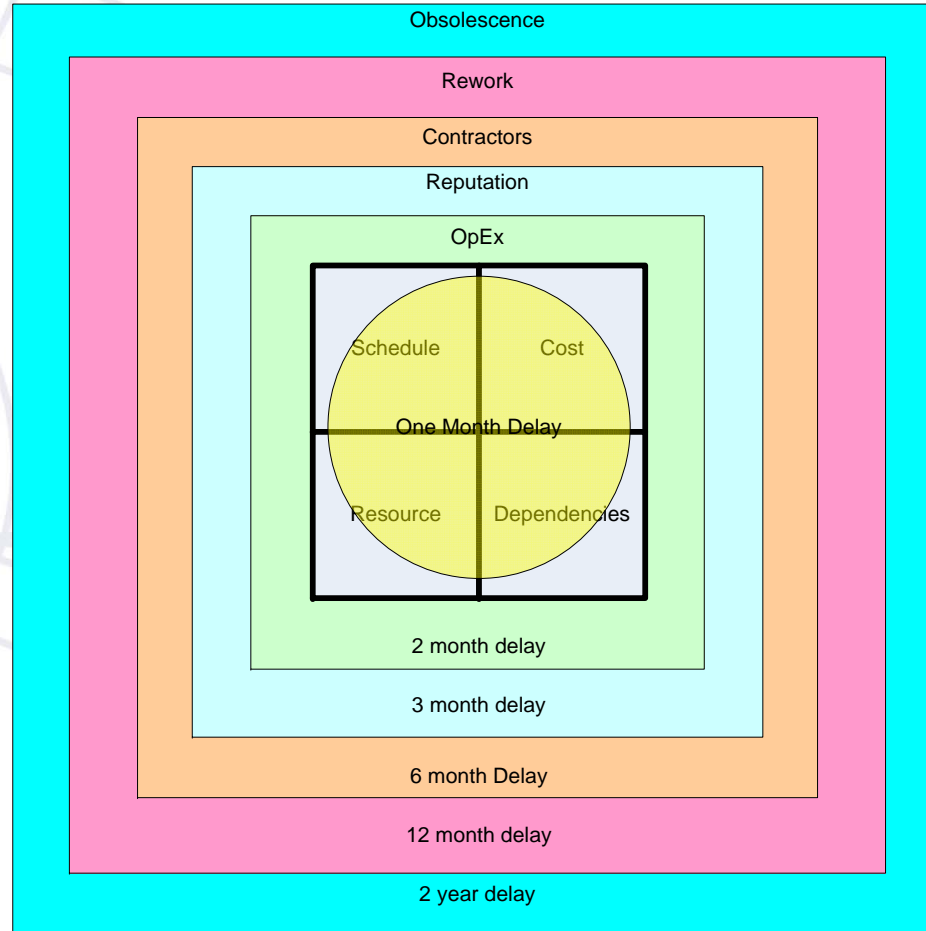 Obsolescence
Rework
Contractors
Reputation
OpEx
Schedule
Cost
One Month Delay
Resource
Dependencies
2 month delay
3 month delay
6 month Delay
12 month delay
2 year delay